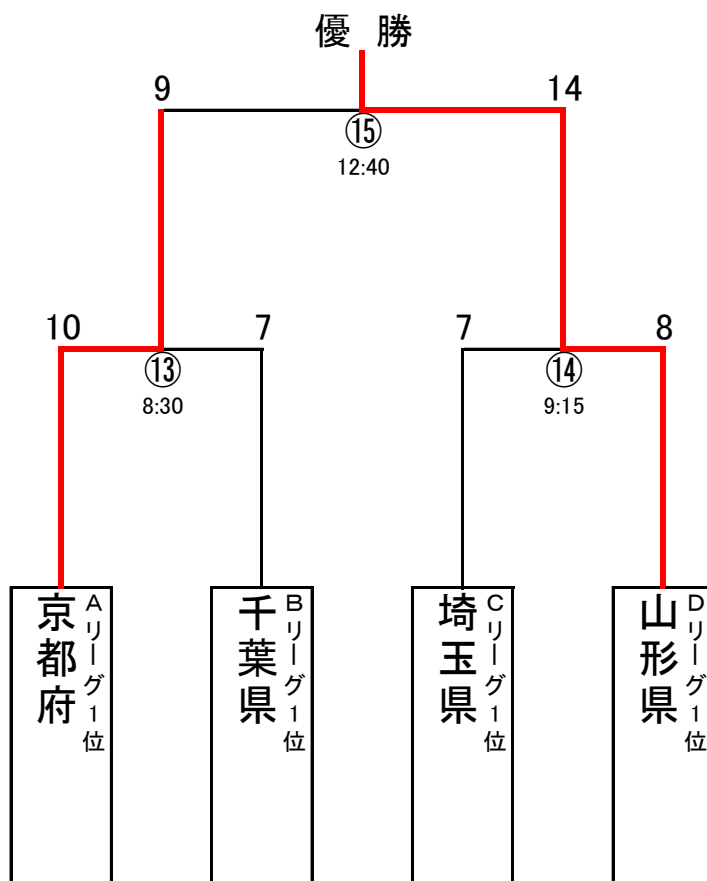 優 勝
9
14
⑮
12:40
10
7
7
8
⑬
8:30
⑭
9:15
Aリーグ1位
京都府
Bリーグ1位
千葉県
Cリーグ1位
埼玉県
Dリーグ1位
山形県